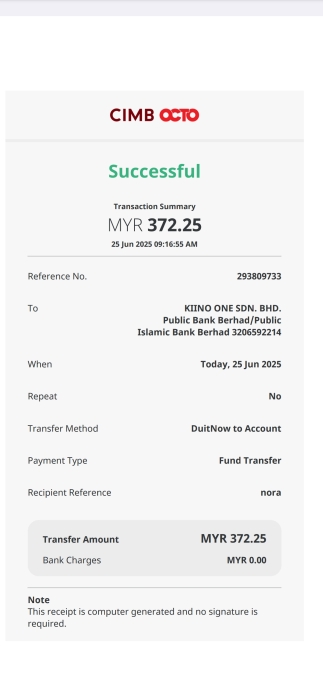 CIMB OCTO
Successful
Transaction Summary
MYR 372.25
25 Jun 2025 09:16:55 AM
Reference No. 293809733
To KIINO ONE SDN. BHD.
Public Bank Berhad/Public
Islamic Bank Berhad 3206592214
When Today, 25 Jun 2025
Repeat No
Transfer Method DuitNow to Account
Payment Type Fund Transfer
Recipient Reference nora
Transfer Amount MYR 372.25
Bank Charges MYR 0.00
Note
This receipt is computer generated and no signature is
required.